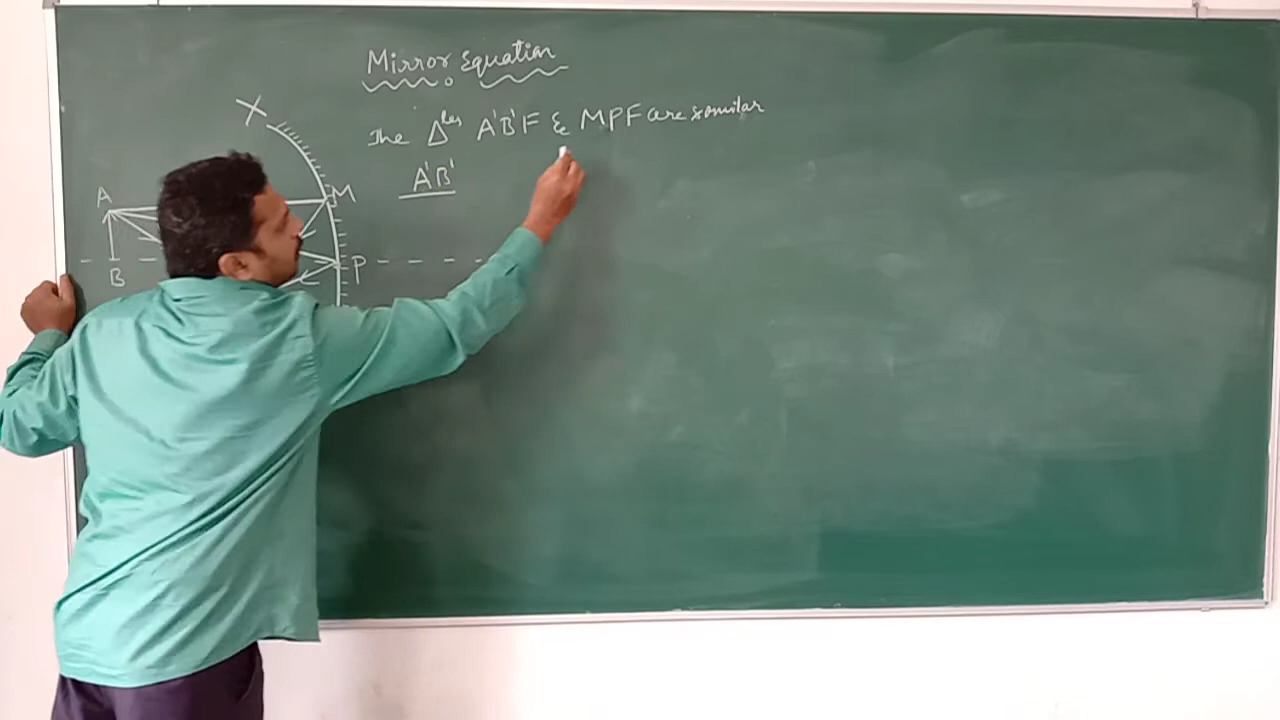 Mirror Equation
The Δles A'B'F & MPF are similar
A'B'
X
A
M
B
P